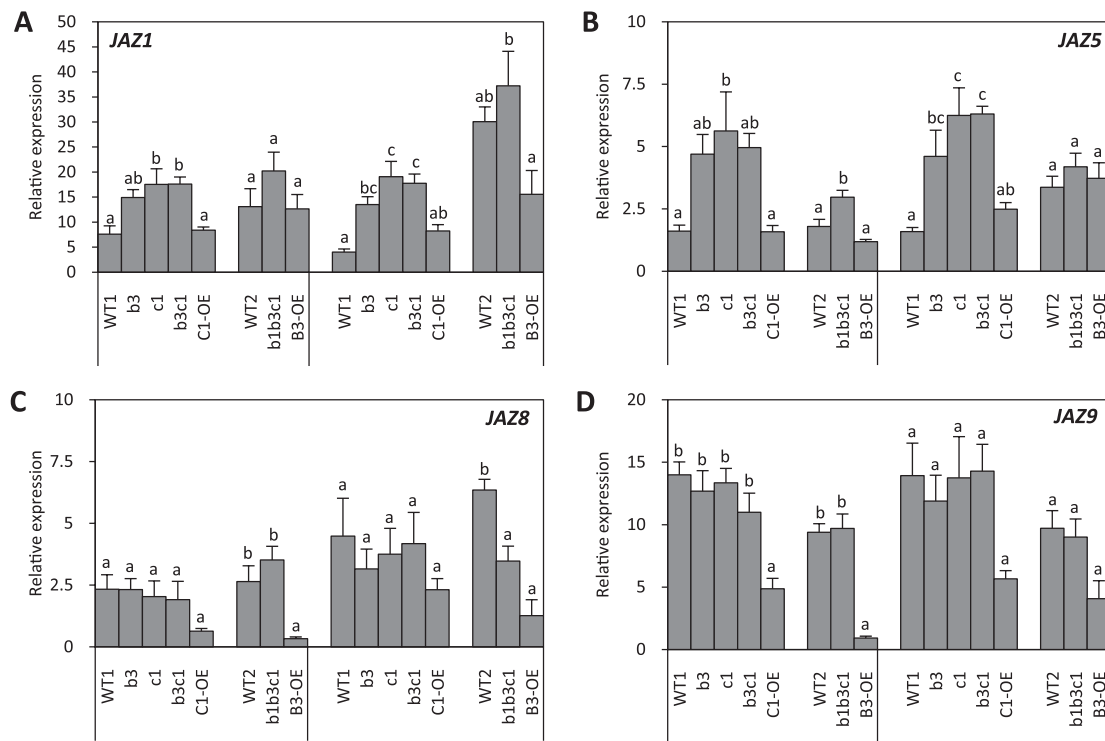 A
JAZ1
Relative expression
50
45
40
35
30
25
20
15
10
5
0
a ab b b a a a a a bc c c ab ab b a
WT1 b3 c1 b3c1 C1-OE WT2 b1b3c1 B3-OE WT1 b3 c1 b3c1 C1-OE WT2 b1b3c1 B3-OE
B
JAZ5
Relative expression
10
7.5
5
2.5
0
a ab b ab a a b a a bc c c ab a a a
WT1 b3 c1 b3c1 C1-OE WT2 b1b3c1 B3-OE WT1 b3 c1 b3c1 C1-OE WT2 b1b3c1 B3-OE
C
JAZ8
Relative expression
10
7.5
5
2.5
0
a a a a a b b a a a a a a b a a
WT1 b3 c1 b3c1 C1-OE WT2 b1b3c1 B3-OE WT1 b3 c1 b3c1 C1-OE WT2 b1b3c1 B3-OE
D
JAZ9
Relative expression
20
15
10
5
0
b b b b a b b a a a a a a a a a
WT1 b3 c1 b3c1 C1-OE WT2 b1b3c1 B3-OE WT1 b3 c1 b3c1 C1-OE WT2 b1b3c1 B3-OE